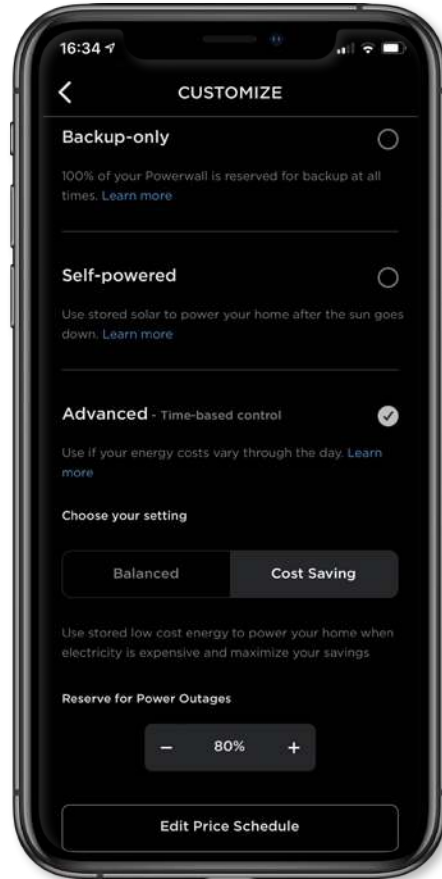 16:34
CUSTOMIZE
Backup-only
100% of your Powerwall is reserved for backup at all
times. Learn more
Self-powered
Use stored solar to power your home after the sun goes
down. Learn more
Advanced - Time-based control
Use if your energy costs vary through the day. Learn
more
Choose your setting
Balanced Cost Saving
Use stored low cost energy to power your home when
electricity is expensive and maximize your savings
Reserve for Power Outages
− 80% +
Edit Price Schedule